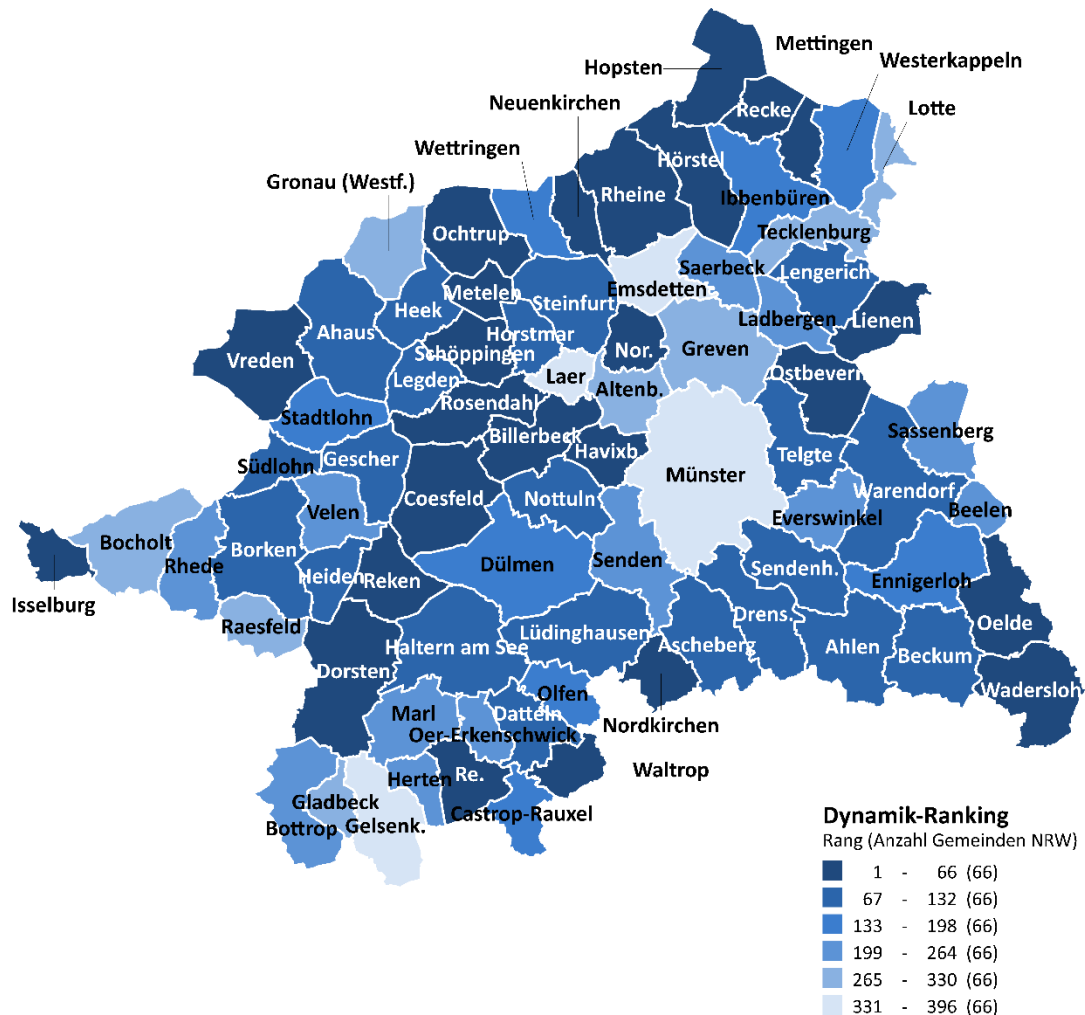 Mettingen
Hopsten
Westerkappeln
Neuenkirchen
Recke
Lotte
Wettringen
Hörstel
Gronau (Westf.)
Rheine
Ibbenbüren
Ochtrup
Tecklenburg
Saerbeck
Lengerich
Emsdetten
Metelen
Steinfurt
Heek
Ahaus
Horstmar
Ladbergen
Lienen
Nor.
Greven
Schöppingen
Vreden
Laer
Ostbevern
Legden
Altenb.
Rosendahl
Stadtlohn
Sassenberg
Billerbeck
Havixb.
Telgte
Gescher
Südlohn
Münster
Coesfeld
Nottuln
Warendorf
Velen
Everswinkel
Beelen
Bocholt
Borken
Rhede
Senden
Dülmen
Sendenh.
Heiden
Reken
Ennigerloh
Isselburg
Raesfeld
Drens.
Oelde
Lüdinghausen
Ascheberg
Haltern am See
Ahlen
Beckum
Dorsten
Wadersloh
Olfen
Marl
Datteln
Nordkirchen
Oer-Erkenschwick
Waltrop
Re.
Herten
Gladbeck
Castrop-Rauxel
Gelsenk.
Bottrop
Dynamik-Ranking
Rang (Anzahl Gemeinden NRW)
1 - 66 (66)
67 - 132 (66)
133 - 198 (66)
199 - 264 (66)
265 - 330 (66)
331 - 396 (66)